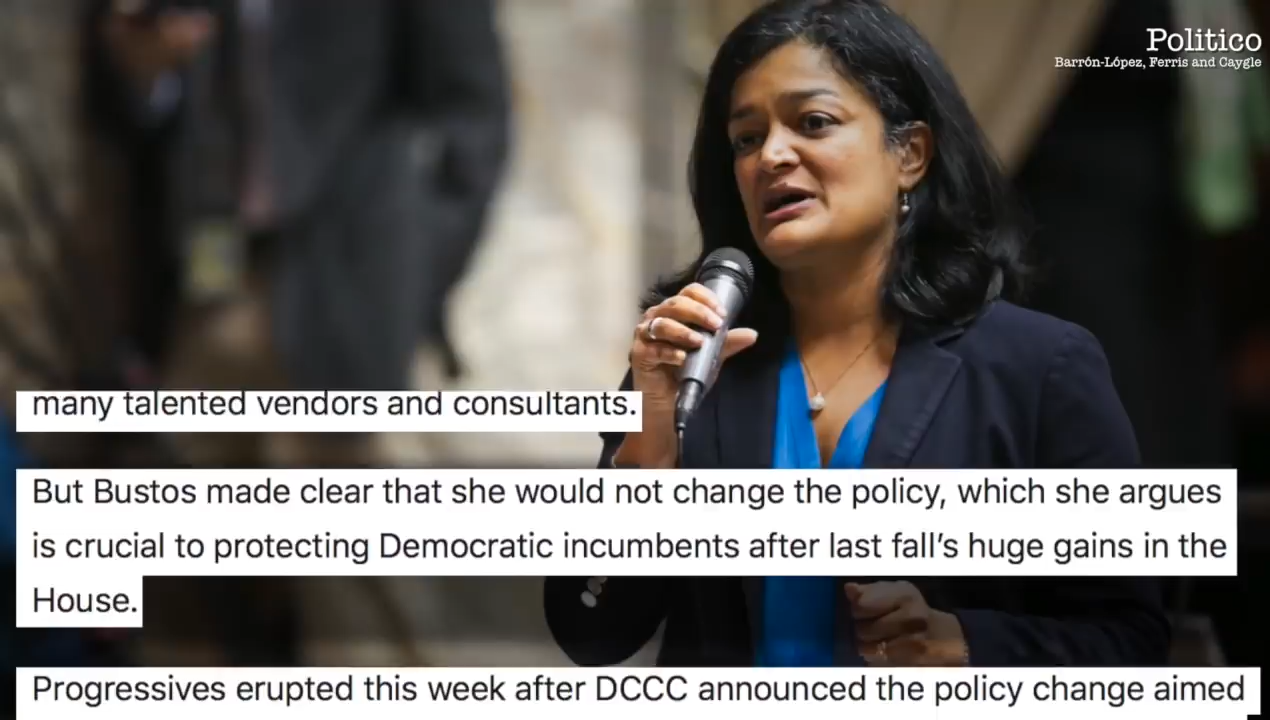 Politico
Barrón-López, Ferris and Caygle
many talented vendors and consultants.
But Bustos made clear that she would not change the policy, which she argues
is crucial to protecting Democratic incumbents after last fall’s huge gains in the
House.
Progressives erupted this week after DCCC announced the policy change aimed